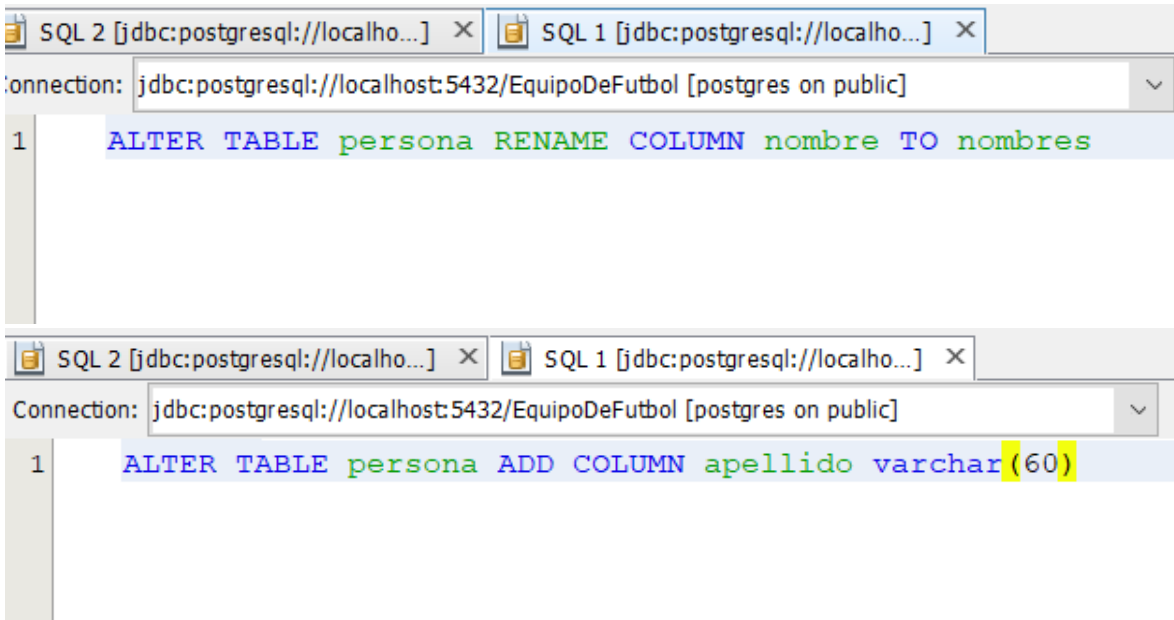 SQL 2 [jdbc:postgresql://localho...] SQL 1 [jdbc:postgresql://localho...]
onnection: jdbc:postgresql://localhost:5432/EquipoDeFutbol [postgres on public]
1 ALTER TABLE persona RENAME COLUMN nombre TO nombres
SQL 2 [jdbc:postgresql://localho...] SQL 1 [jdbc:postgresql://localho...]
Connection: jdbc:postgresql://localhost:5432/EquipoDeFutbol [postgres on public]
1 ALTER TABLE persona ADD COLUMN apellido varchar(60)